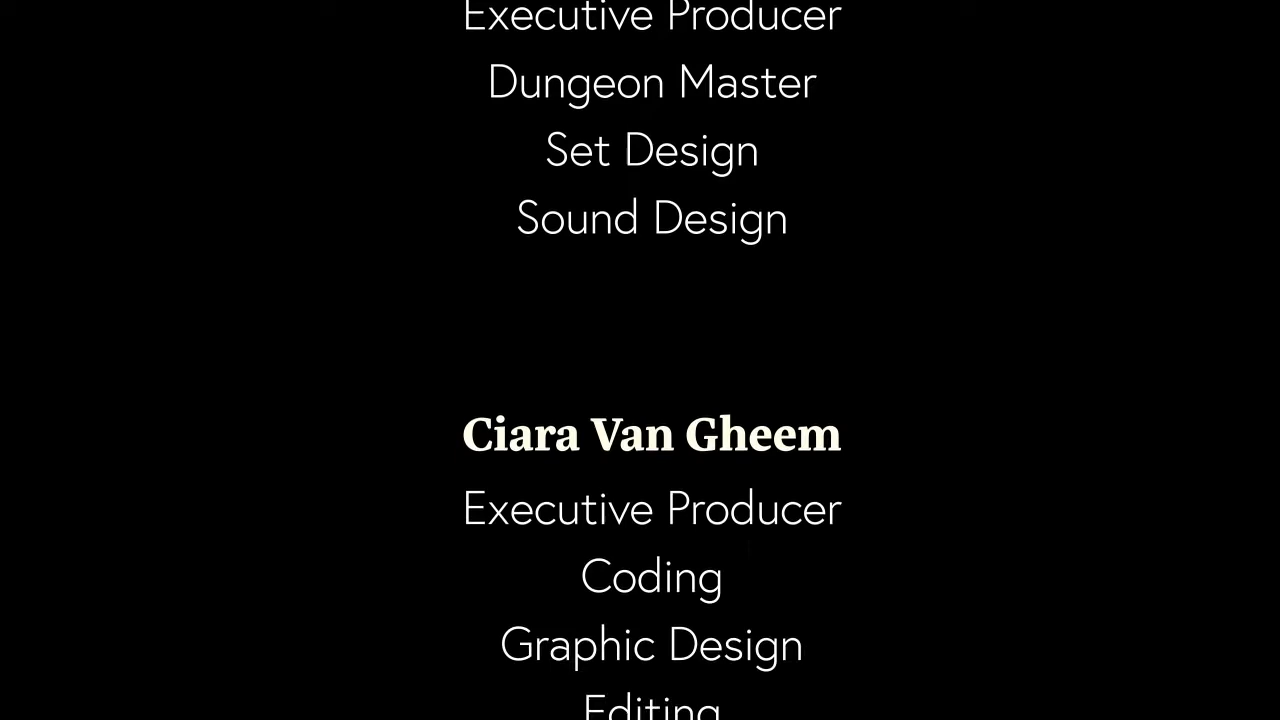 Executive Producer
Dungeon Master
Set Design
Sound Design
Ciara Van Gheem
Executive Producer
Coding
Graphic Design
Editing